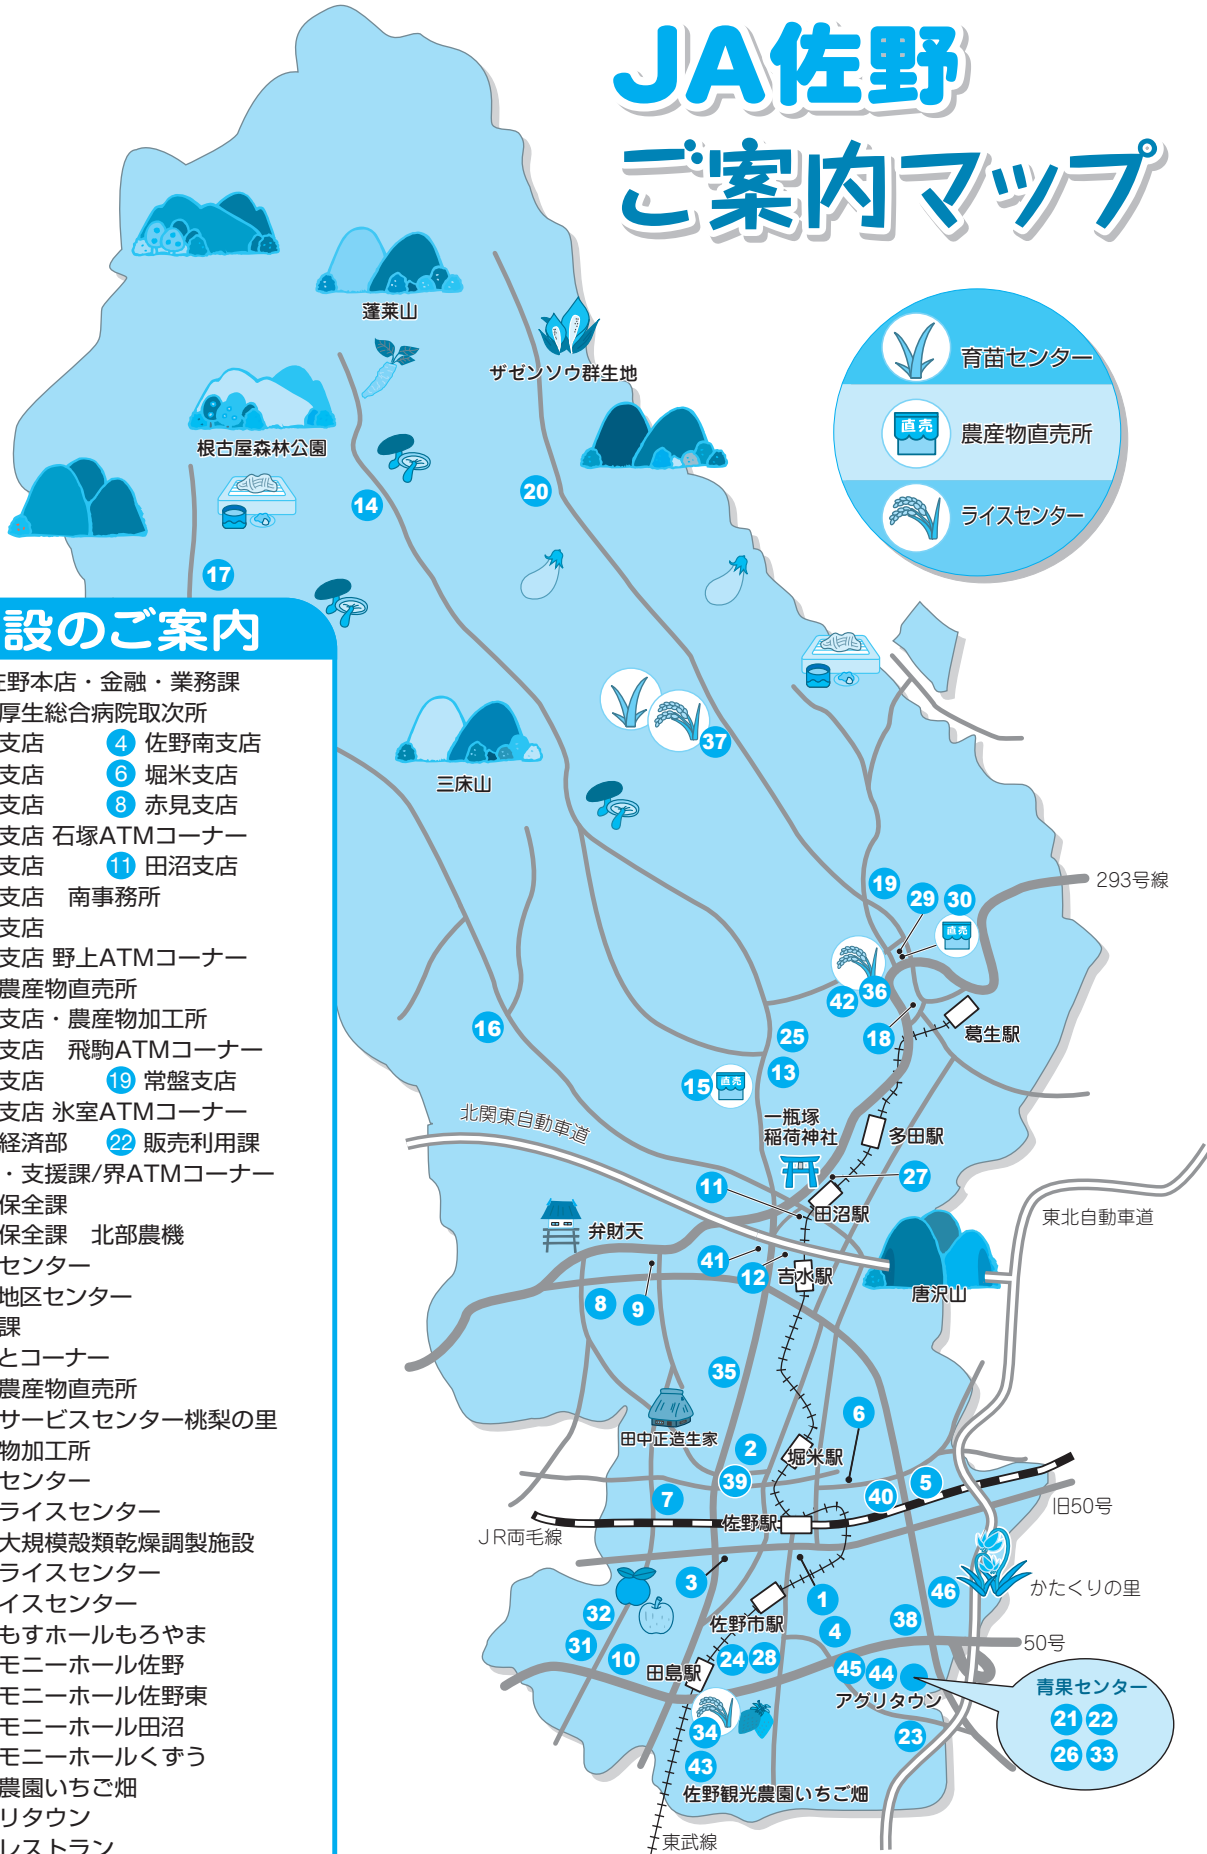 JA佐野
ご案内マップ
育苗センター
直売
農産物直売所
ライスセンター
蓬莱山
ザゼンソウ群生地
根古屋森林公園
14
20
17
37
三床山
設のご案内
佐野本店・金融・業務課
厚生総合病院取次所
支店 4 佐野南支店
支店 6 堀米支店
支店 8 赤見支店
支店 石塚ATMコーナー
支店 11 田沼支店
支店 南事務所
支店
支店 野上ATMコーナー
農産物直売所
支店・農産物加工所
支店 飛駒ATMコーナー
支店 19 常盤支店
支店 氷室ATMコーナー
経済部 22 販売利用課
・支援課/界ATMコーナー
保全課
保全課 北部農機
センター
地区センター
課
とコーナー
農産物直売所
サービスセンター桃梨の里
物加工所
センター
ライスセンター
大規模殻類乾燥調製施設
ライスセンター
イスセンター
もすホールもろやま
モニーホール佐野
モニーホール佐野東
モニーホール田沼
モニーホールくずう
農園いちご畑
リタウン
レストラン
293号線
19
29
30
直売
42
36
18
葛生駅
16
25
13
15
直売
一瓶塚
稲荷神社
北関東自動車道
多田駅
27
11
田沼駅
東北自動車道
弁財天
41
12
吉水駅
唐沢山
8
9
35
田中正造生家
6
2
堀米駅
39
7
40
5
佐野駅
旧50号
JR両毛線
3
1
46
かたくりの里
32
佐野市駅
4
38
31
10
24
28
50号
田島駅
45
44
アグリタウン
青果センター
21 22
26 33
34
23
43
佐野観光農園いちご畑
東武線